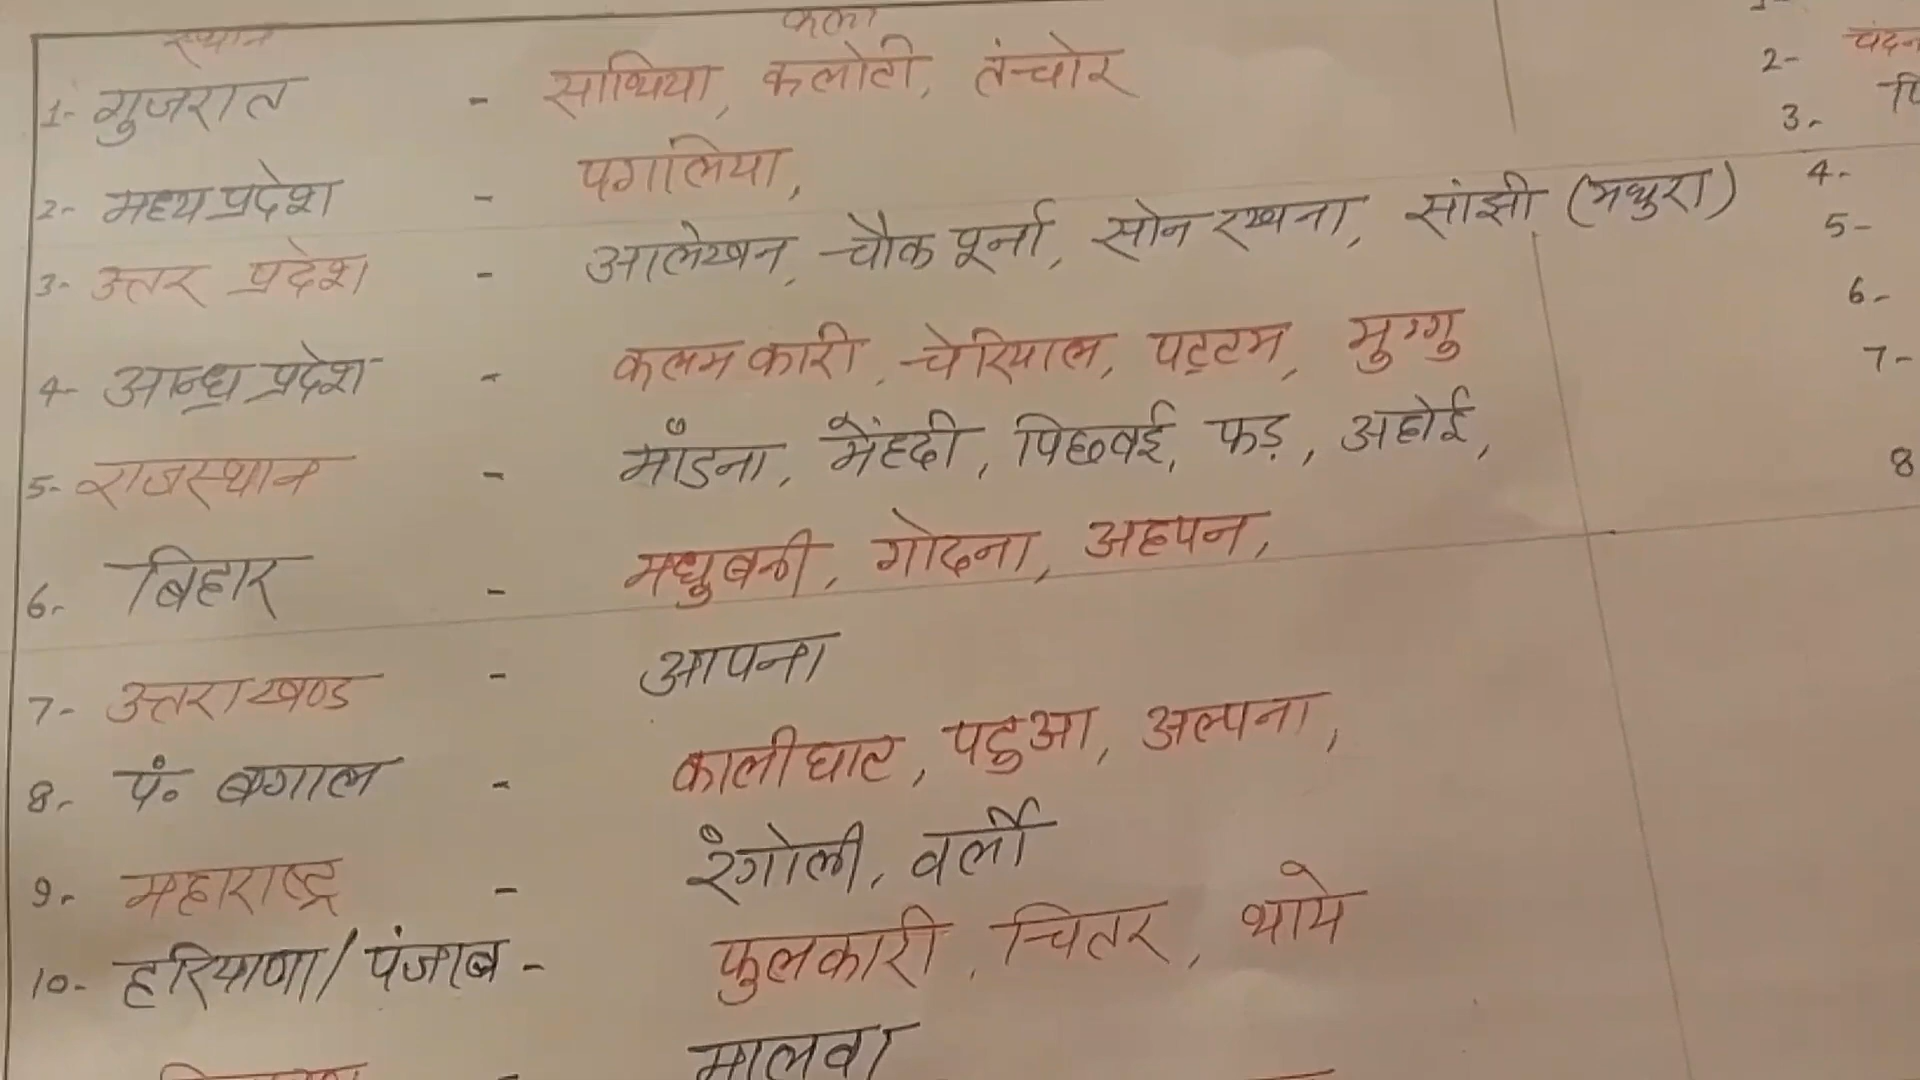 स्थान कला
1- गुजरात - साथिया, कलोटी, तंचोर
2- मध्य प्रदेश - पगलिया,
3- उत्तर प्रदेश - आलेखन, चौक पूर्ना, सोन रख्खना, सांझी (मथुरा)
4- आन्ध्र प्रदेश - कलमकारी, चेरियाल, पट्टम, मुग्गु
5- राजस्थान - माँडना, मेंहदी, पिछवई, फड़, अहोई,
6- बिहार - मधुबनी, गोदना, अहपन,
7- उत्तराखण्ड - आपना
8- पं॰ बंगाल - कालीघाट, पटुआ, अल्पना,
9- महाराष्ट्र - रंगोली, वर्ली
10- हरियाणा/पंजाब - फुलकारी, चितर, थापे
मालवा
2-
3-
4-
5-
6-
7-
8